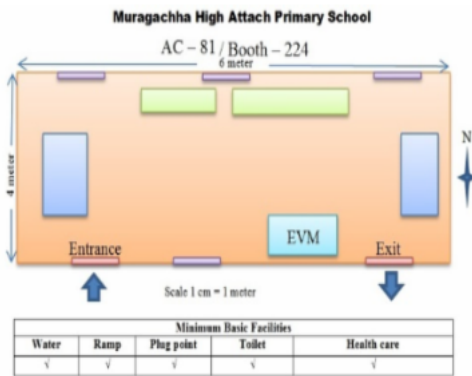 Muragachha High Attach Primary School
AC – 81 / Booth – 224
6 meter
4 meter
N
EVM
Entrance
Exit
Scale 1 cm = 1 meter
Minimum Basic Facilities
Water Ramp Plug point Toilet Health care
√ √ √ √ √